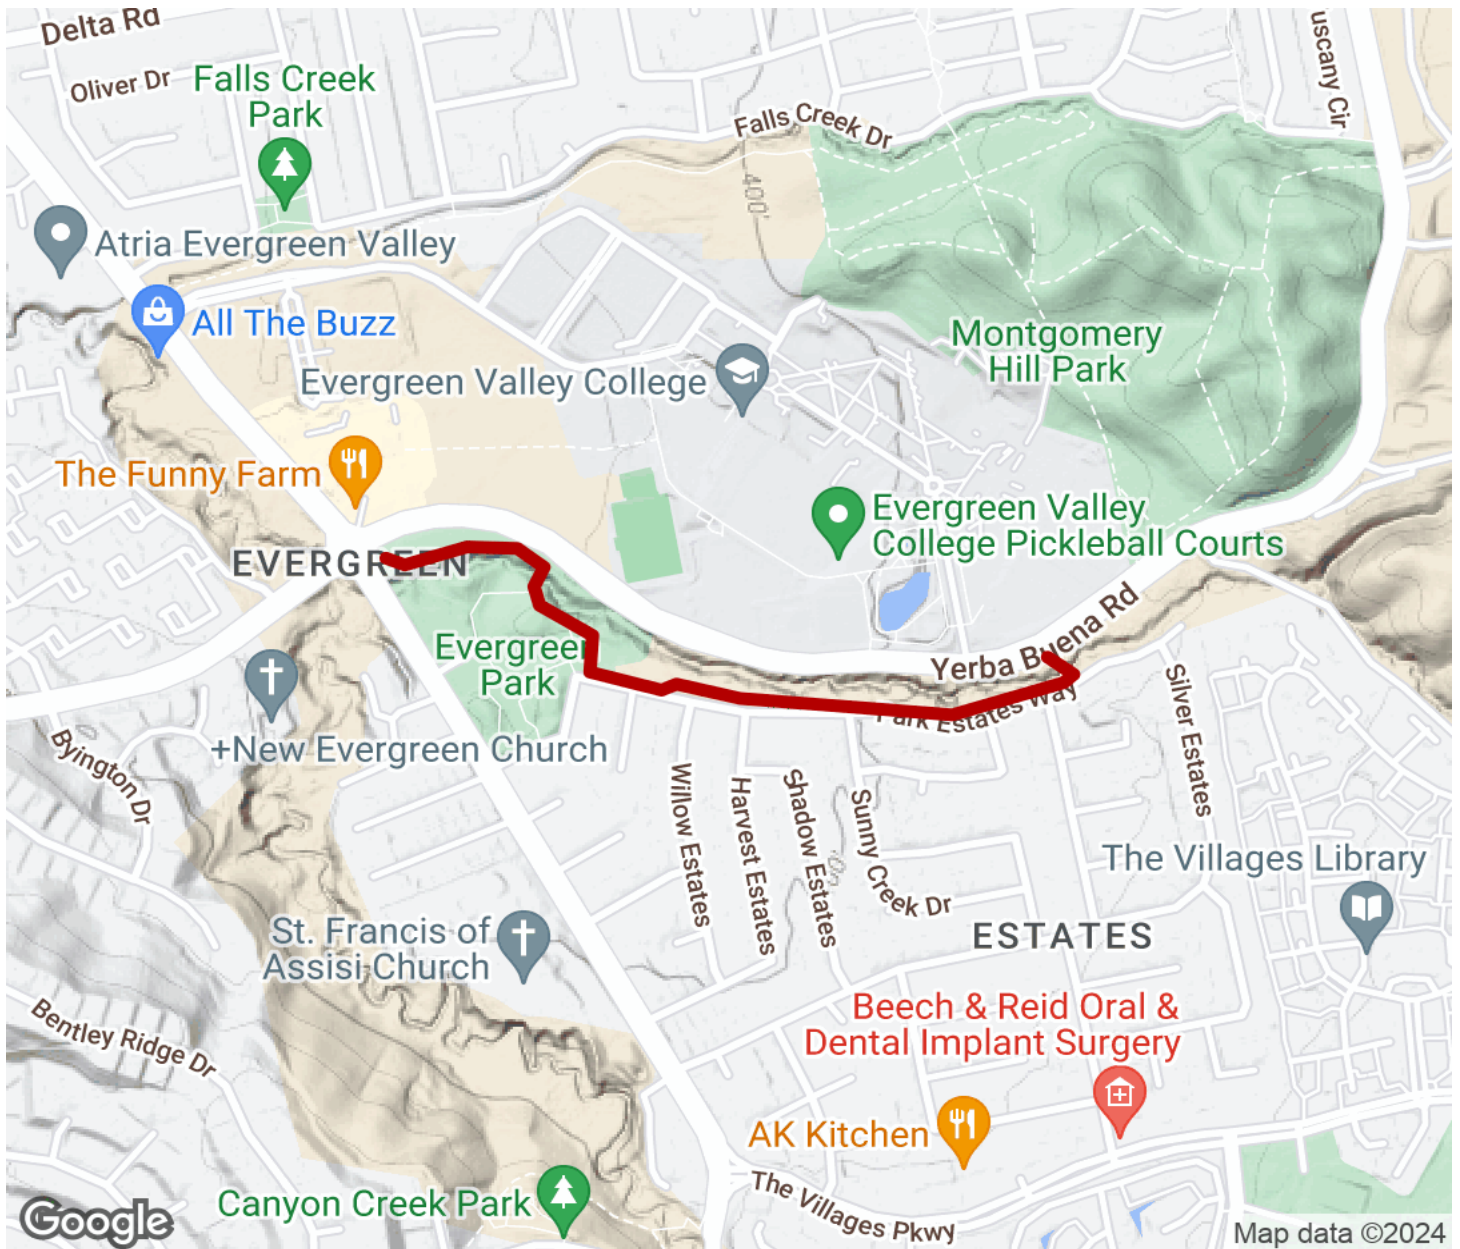 Delta Rd
Oliver Dr
Falls Creek
Park
Falls Creek Dr
uscany Cir
400'
Atria Evergreen Valley
All The Buzz
Montgomery
Hill Park
Evergreen Valley College
The Funny Farm
Evergreen Valley
College Pickleball Courts
EVERGREEN
Yerba Buena Rd
Evergreen
Park
Park Estates Way
Silver Estates
+New Evergreen Church
Byington Dr
Willow Estates
Harvest Estates
Shadow Estates
Sunny Creek Dr
The Villages Library
St. Francis of
Assisi Church
ESTATES
Bentley Ridge Dr
Beech & Reid Oral &
Dental Implant Surgery
AK Kitchen
Canyon Creek Park
The Villages Pkwy
Google
Map data ©2024